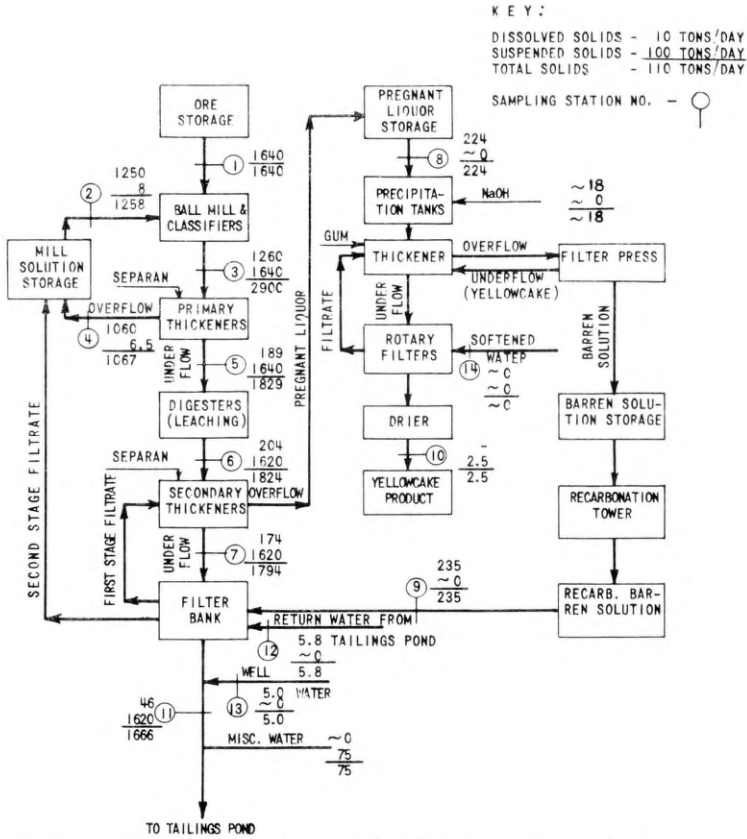 KEY:
DISSOLVED SOLIDS - 10 TONS/DAY
SUSPENDED SOLIDS - 100 TONS/DAY
TOTAL SOLIDS - 110 TONS/DAY
SAMPLING STATION NO. -
ORE
STORAGE
1
1640
1640
2
1250
8
1258
BALL MILL &
CLASSIFIERS
MILL
SOLUTION
STORAGE
3
1260
1640
2900
SEPARAN
OVERFLOW
4
1060
6.5
1067
PRIMARY
THICKENERS
UNDER
FLOW
5
189
1640
1829
DIGESTERS
(LEACHING)
6
204
1620
1824
SEPARAN
SECONDARY
THICKENERS
OVERFLOW
PREGNANT LIQUOR
UNDER
FLOW
7
174
1620
1794
FIRST STAGE FILTRATE
SECOND STAGE FILTRATE
FILTER
BANK
PREGNANT
LIQUOR
STORAGE
8
224
~0
224
PRECIPITA-
TION TANKS
NaOH
~18
~0
~18
GUM
THICKENER
OVERFLOW
UNDERFLOW
(YELLOWCAKE)
FILTER PRESS
FILTRATE
UNDER
FLOW
ROTARY
FILTERS
SOFTENED
WATER
14
~0
~0
~0
DRIER
10
-
2.5
2.5
YELLOWCAKE
PRODUCT
BARREN
SOLUTION
BARREN SOLU-
TION STORAGE
RECARBONATION
TOWER
RECARB. BAR-
REN SOLUTION
9
235
~0
235
RETURN WATER FROM
TAILINGS POND
12
5.8
~0
5.8
WELL
WATER
13
5.0
~0
5.0
11
46
1620
1666
MISC. WATER
~0
75
75
TO TAILINGS POND